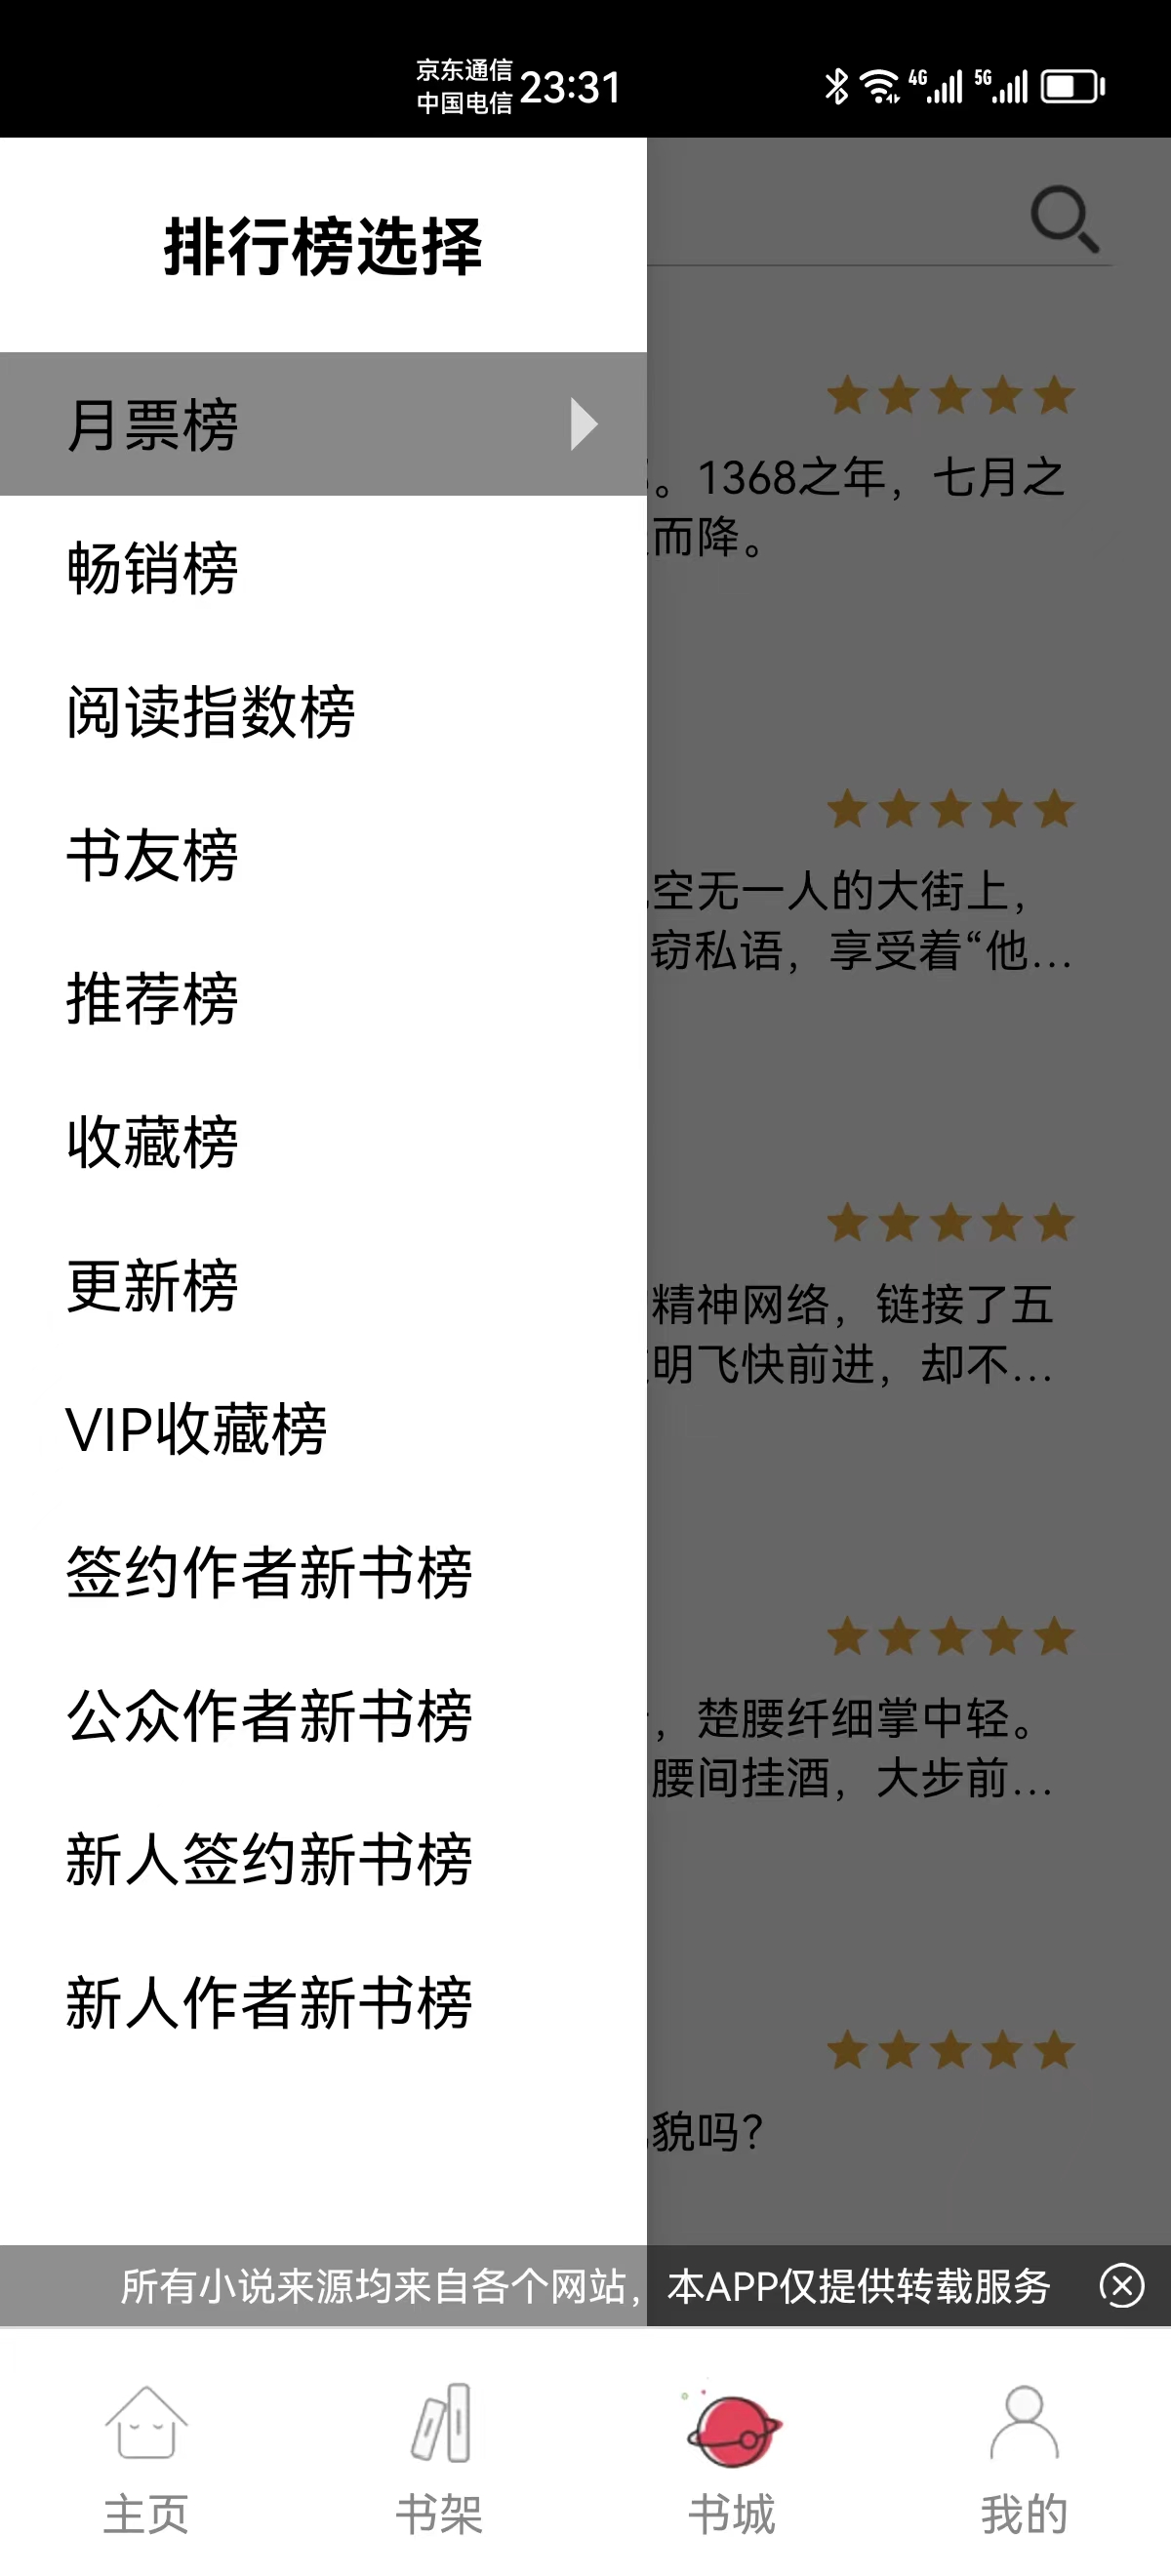 京东通信
中国电信
23:31
4G
5G
排行榜选择
月票榜
。1368之年，七月之
而降。
畅销榜
阅读指数榜
书友榜
空无一人的大街上，
窃私语，享受着“他...
推荐榜
收藏榜
更新榜
精神网络，链接了五
明飞快前进，却不...
VIP收藏榜
签约作者新书榜
公众作者新书榜
，楚腰纤细掌中轻。
腰间挂酒，大步前...
新人签约新书榜
新人作者新书榜
貌吗？
所有小说来源均来自各个网站，本APP仅提供转载服务
主页
书架
书城
我的